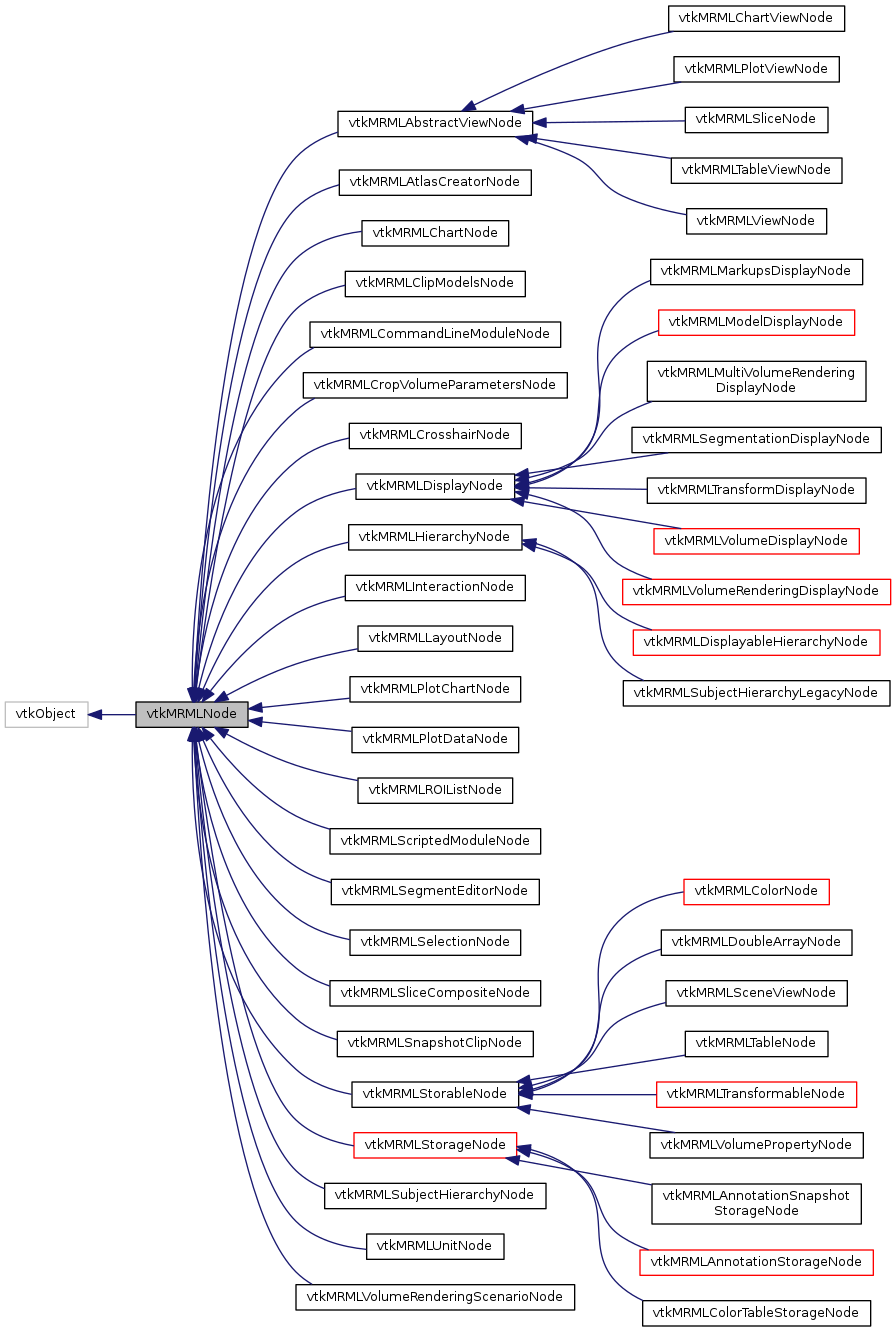 vtkMRMLChartViewNode
vtkMRMLPlotViewNode
vtkMRMLAbstractViewNode
vtkMRMLSliceNode
vtkMRMLTableViewNode
vtkMRMLAtlasCreatorNode
vtkMRMLViewNode
vtkMRMLChartNode
vtkMRMLMarkupsDisplayNode
vtkMRMLClipModelsNode
vtkMRMLModelDisplayNode
vtkMRMLCommandLineModuleNode
vtkMRMLMultiVolumeRendering
DisplayNode
vtkMRMLCropVolumeParametersNode
vtkMRMLCrosshairNode
vtkMRMLSegmentationDisplayNode
vtkMRMLDisplayNode
vtkMRMLTransformDisplayNode
vtkMRMLHierarchyNode
vtkMRMLVolumeDisplayNode
vtkMRMLInteractionNode
vtkMRMLVolumeRenderingDisplayNode
vtkMRMLLayoutNode
vtkMRMLDisplayableHierarchyNode
vtkMRMLPlotChartNode
vtkMRMLSubjectHierarchyLegacyNode
vtkObject
vtkMRMLNode
vtkMRMLPlotDataNode
vtkMRMLROIListNode
vtkMRMLScriptedModuleNode
vtkMRMLSegmentEditorNode
vtkMRMLColorNode
vtkMRMLSelectionNode
vtkMRMLDoubleArrayNode
vtkMRMLSliceCompositeNode
vtkMRMLSceneViewNode
vtkMRMLSnapshotClipNode
vtkMRMLTableNode
vtkMRMLStorableNode
vtkMRMLTransformableNode
vtkMRMLStorageNode
vtkMRMLVolumePropertyNode
vtkMRMLSubjectHierarchyNode
vtkMRMLAnnotationSnapshot
StorageNode
vtkMRMLUnitNode
vtkMRMLAnnotationStorageNode
vtkMRMLVolumeRenderingScenarioNode
vtkMRMLColorTableStorageNode